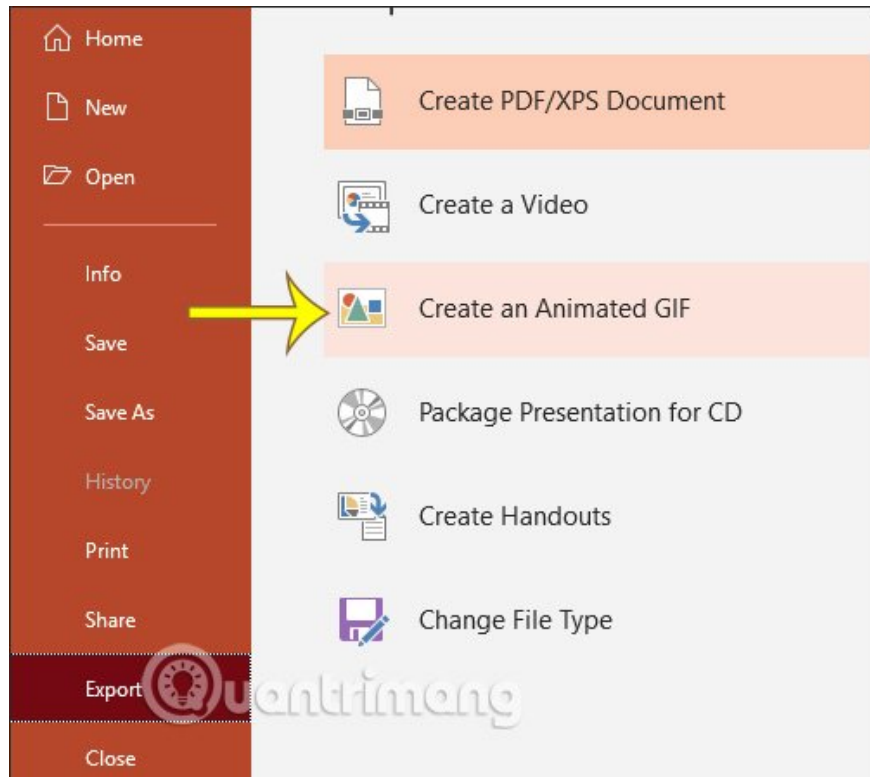 Home
New
Open
Info
Save
Save As
History
Print
Share
Export
Close
Create PDF/XPS Document
Create a Video
Create an Animated GIF
Package Presentation for CD
Create Handouts
Change File Type
Quantrimang